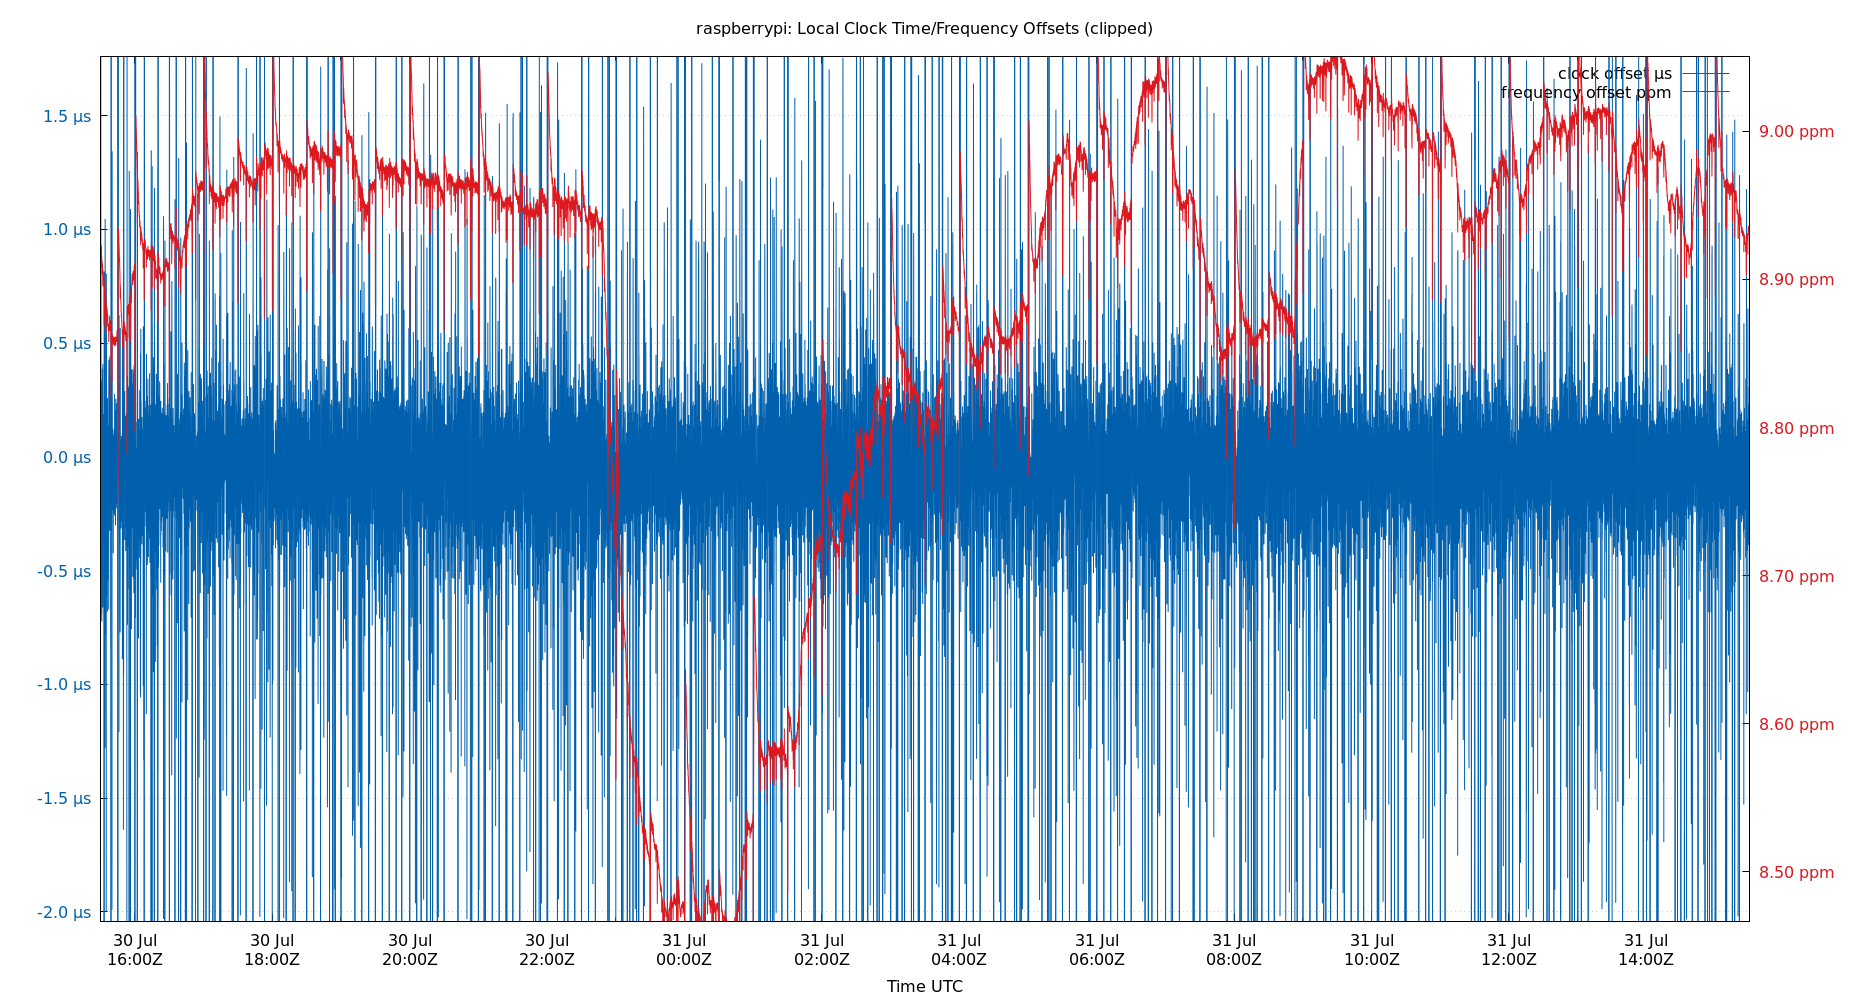 raspberrypi: Local Clock Time/Frequency Offsets (clipped)
clock offset µs
frequency offset ppm
1.5 µs
1.0 µs
0.5 µs
0.0 µs
-0.5 µs
-1.0 µs
-1.5 µs
-2.0 µs
9.00 ppm
8.90 ppm
8.80 ppm
8.70 ppm
8.60 ppm
8.50 ppm
30 Jul 30 Jul 30 Jul 30 Jul 31 Jul 31 Jul 31 Jul 31 Jul 31 Jul 31 Jul 31 Jul 31 Jul
16:00Z 18:00Z 20:00Z 22:00Z 00:00Z 02:00Z 04:00Z 06:00Z 08:00Z 10:00Z 12:00Z 14:00Z
Time UTC